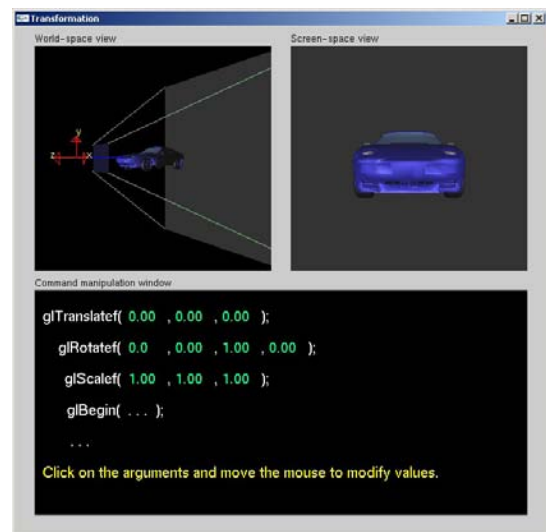 Transformation
World-space view
Screen-space view
y
z x
Command manipulation window
glTranslatef( 0.00 , 0.00 , 0.00 );
glRotatef( 0.0 , 0.00 , 1.00 , 0.00 );
glScalef( 1.00 , 1.00 , 1.00 );
glBegin( . . . );
. . .
Click on the arguments and move the mouse to modify values.